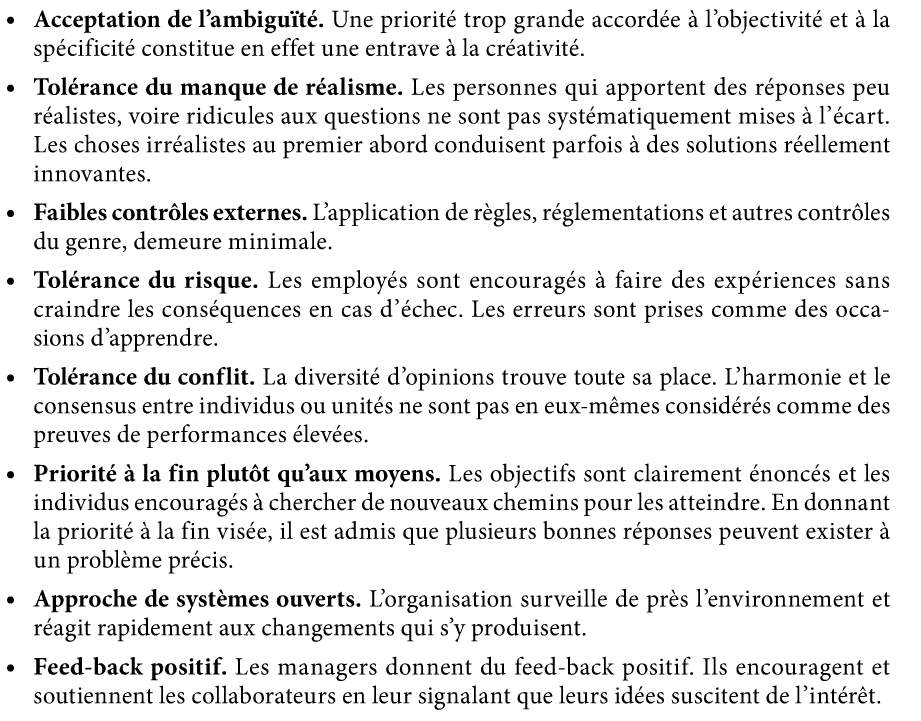 • Acceptation de l’ambiguïté. Une priorité trop grande accordée à l’objectivité et à la
spécificité constitue en effet une entrave à la créativité.
• Tolérance du manque de réalisme. Les personnes qui apportent des réponses peu
réalistes, voire ridicules aux questions ne sont pas systématiquement mises à l’écart.
Les choses irréalistes au premier abord conduisent parfois à des solutions réellement
innovantes.
• Faibles contrôles externes. L’application de règles, réglementations et autres contrôles
du genre, demeure minimale.
• Tolérance du risque. Les employés sont encouragés à faire des expériences sans
craindre les conséquences en cas d’échec. Les erreurs sont prises comme des occa-
sions d’apprendre.
• Tolérance du conflit. La diversité d’opinions trouve toute sa place. L’harmonie et le
consensus entre individus ou unités ne sont pas en eux-mêmes considérés comme des
preuves de performances élevées.
• Priorité à la fin plutôt qu’aux moyens. Les objectifs sont clairement énoncés et les
individus encouragés à chercher de nouveaux chemins pour les atteindre. En donnant
la priorité à la fin visée, il est admis que plusieurs bonnes réponses peuvent exister à
un problème précis.
• Approche de systèmes ouverts. L’organisation surveille de près l’environnement et
réagit rapidement aux changements qui s’y produisent.
• Feed-back positif. Les managers donnent du feed-back positif. Ils encouragent et
soutiennent les collaborateurs en leur signalant que leurs idées suscitent de l’intérêt.